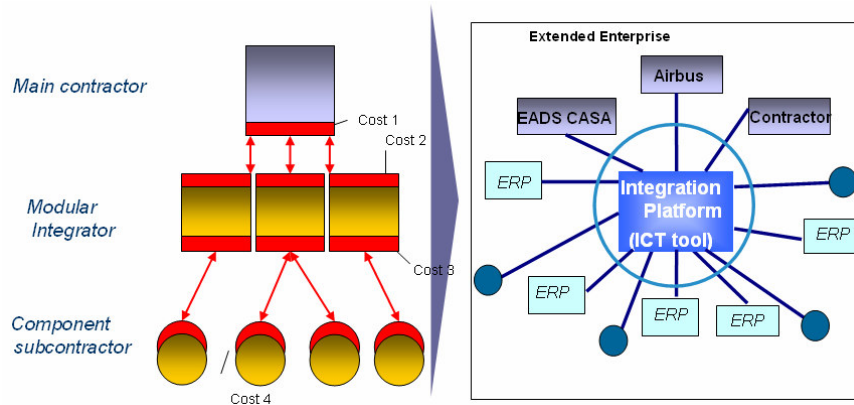 Main contractor
Cost 1
Cost 2
Modular
Integrator
Cost 3
Component
subcontractor
Cost 4
Extended Enterprise
Airbus
EADS CASA
Contractor
ERP
Integration
Platform
(ICT tool)
ERP
ERP
ERP
ERP